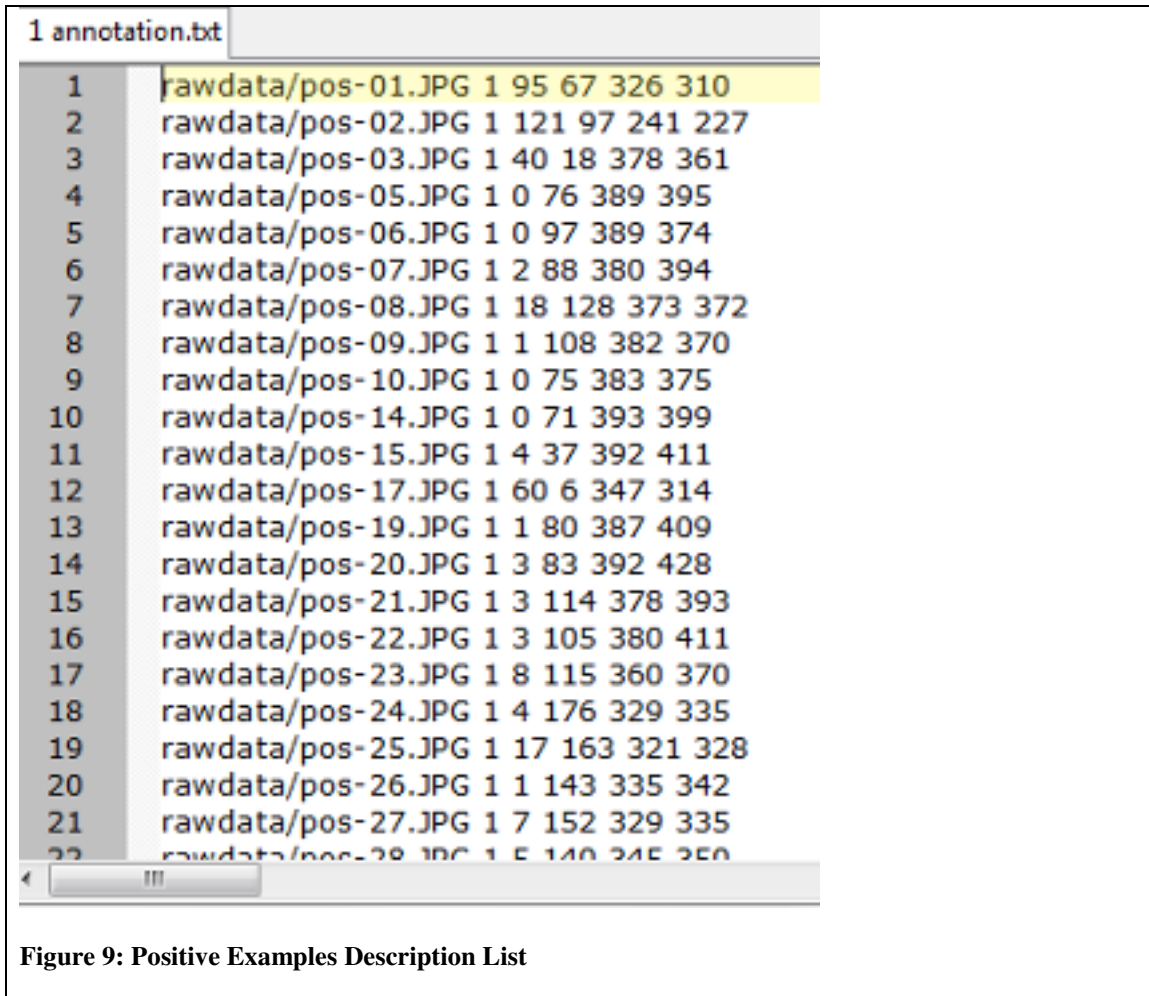 1 annotation.txt
1 rawdata/pos-01.JPG 1 95 67 326 310
2 rawdata/pos-02.JPG 1 121 97 241 227
3 rawdata/pos-03.JPG 1 40 18 378 361
4 rawdata/pos-05.JPG 1 0 76 389 395
5 rawdata/pos-06.JPG 1 0 97 389 374
6 rawdata/pos-07.JPG 1 2 88 380 394
7 rawdata/pos-08.JPG 1 18 128 373 372
8 rawdata/pos-09.JPG 1 1 108 382 370
9 rawdata/pos-10.JPG 1 0 75 383 375
10 rawdata/pos-14.JPG 1 0 71 393 399
11 rawdata/pos-15.JPG 1 4 37 392 411
12 rawdata/pos-17.JPG 1 60 6 347 314
13 rawdata/pos-19.JPG 1 1 80 387 409
14 rawdata/pos-20.JPG 1 3 83 392 428
15 rawdata/pos-21.JPG 1 3 114 378 393
16 rawdata/pos-22.JPG 1 3 105 380 411
17 rawdata/pos-23.JPG 1 8 115 360 370
18 rawdata/pos-24.JPG 1 4 176 329 335
19 rawdata/pos-25.JPG 1 17 163 321 328
20 rawdata/pos-26.JPG 1 1 143 335 342
21 rawdata/pos-27.JPG 1 7 152 329 335
22 rawdata/pos-28.JPG 1 5
Figure 9: Positive Examples Description List